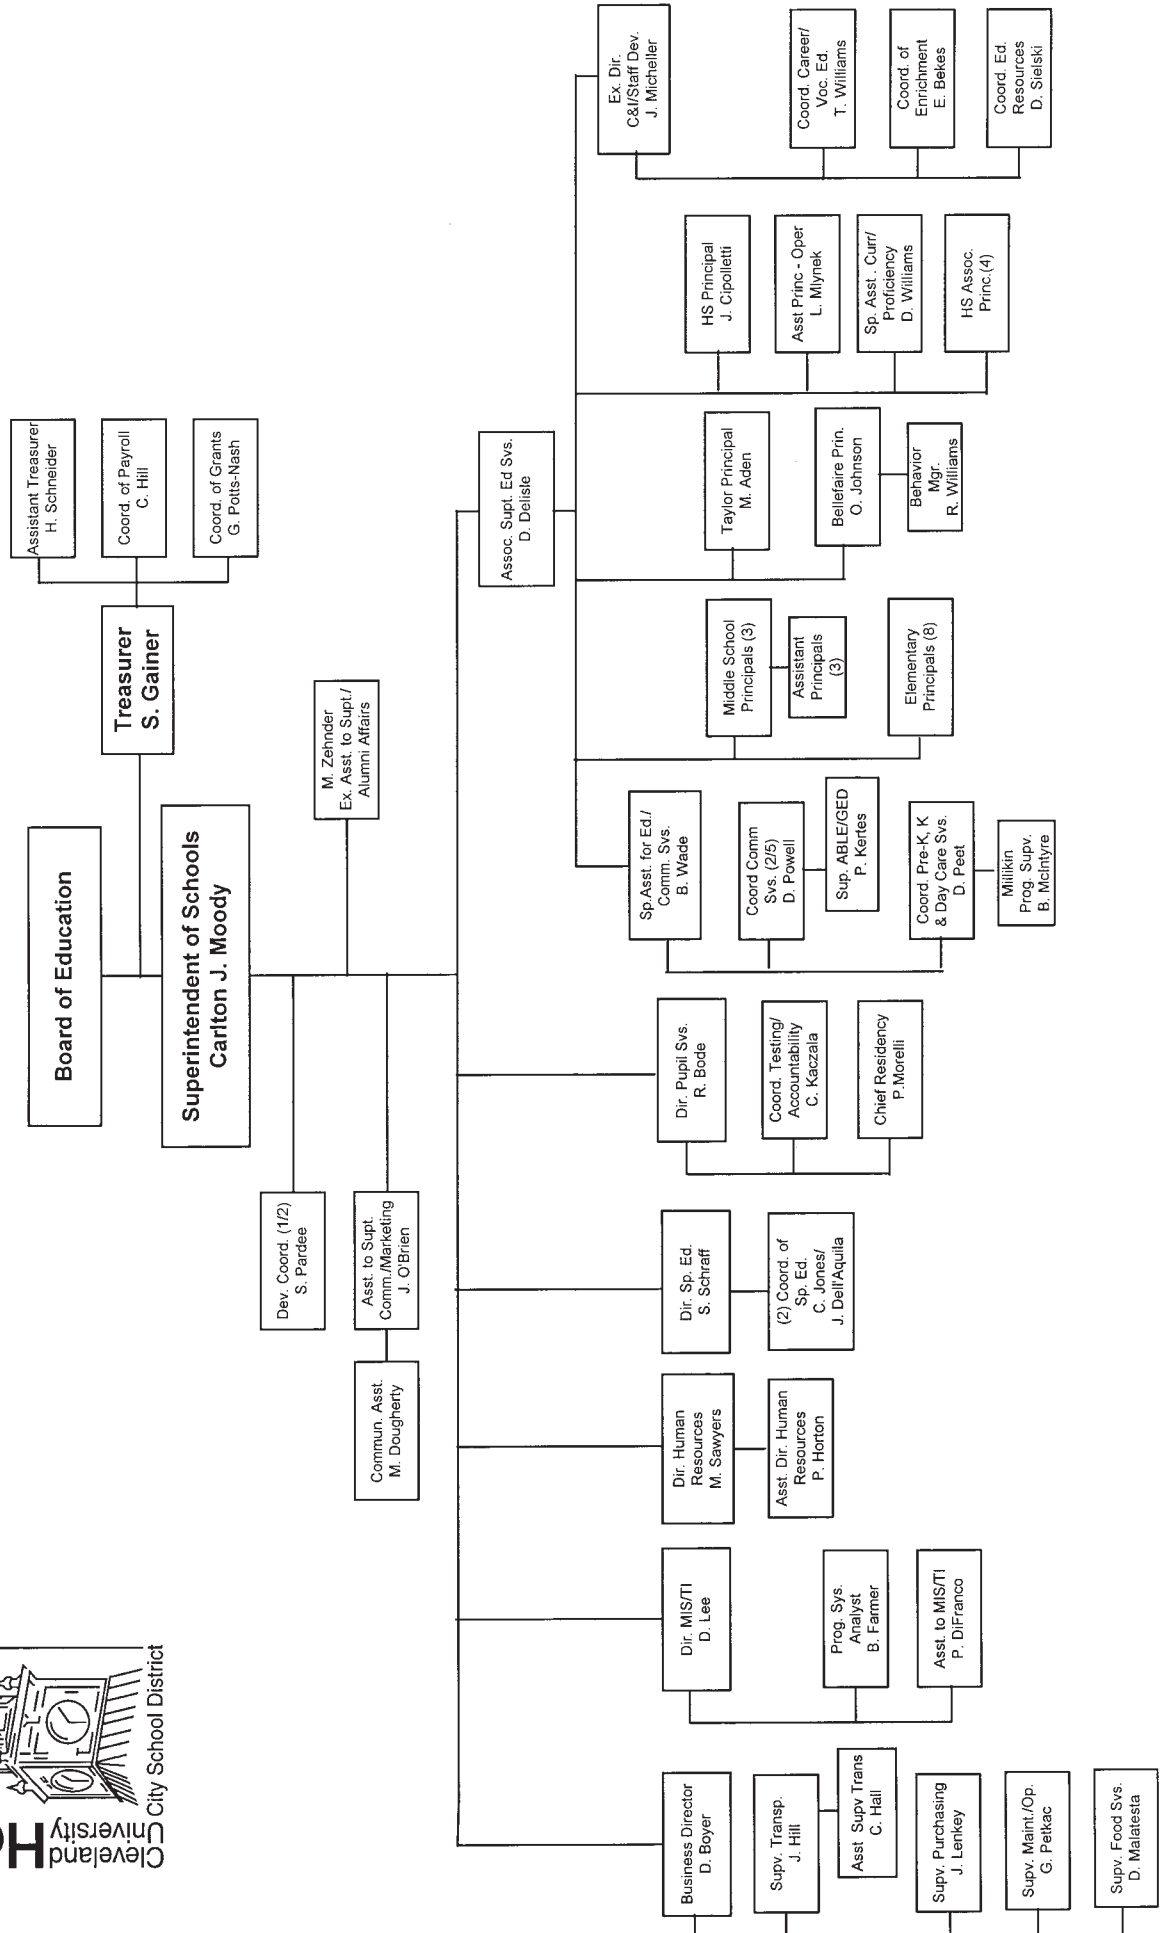 Cleveland
University
H
City School District
Board of Education
Treasurer
S. Gainer
Assistant Treasurer
H. Schneider
Coord. of Payroll
C. Hill
Coord. of Grants
G. Potts-Nash
Superintendent of Schools
Carlton J. Moody
Dev. Coord. (1/2)
S. Pardee
M. Zehnder
Ex. Asst. to Supt./
Alumni Affairs
Commun. Asst.
M. Dougherty
Asst. to Supt.
Comm./Marketing
J. O'Brien
Assoc. Supt. Ed Svs.
D. Delisle
Business Director
D. Boyer
Supv. Transp.
J. Hill
Asst Supv Trans
C. Hall
Supv. Purchasing
J. Lenkey
Supv. Maint./Op.
G. Petkac
Supv. Food Svs.
D. Malatesta
Dir. MIS/TI
D. Lee
Prog. Sys.
Analyst
B. Farmer
Asst. to MIS/TI
P. DiFranco
Dir. Human
Resources
M. Sawyers
Asst. Dir. Human
Resources
P. Horton
Dir. Sp. Ed.
S. Schraff
(2) Coord. of
Sp. Ed.
C. Jones/
J. Dell'Aquila
Dir. Pupil Svs.
R. Bode
Coord. Testing/
Accountability
C. Kaczala
Chief Residency
P.Morelli
Sp.Asst. for Ed./
Comm. Svs.
B. Wade
Coord Comm
Svs. (2/5)
D. Powell
Sup. ABLE/GED
P. Kertes
Coord. Pre-K, K
& Day Care Svs.
D. Peet
Millikin
Prog. Supv.
B. McIntyre
Middle School
Principals (3)
Assistant
Principals
(3)
Elementary
Principals (8)
Taylor Principal
M. Aden
Bellefaire Prin.
O. Johnson
Behavior
Mgr.
R. Williams
HS Principal
J. Cipolletti
Asst Princ - Oper
L. Mlynek
Sp. Asst . Curr/
Proficiency
D. Williams
HS Assoc.
Princ.(4)
Ex. Dir.
C&I/Staff Dev.
J. Micheller
Coord. Career/
Voc. Ed.
T. Williams
Coord. of
Enrichment
E. Bekes
Coord. Ed.
Resources
D. Sielski